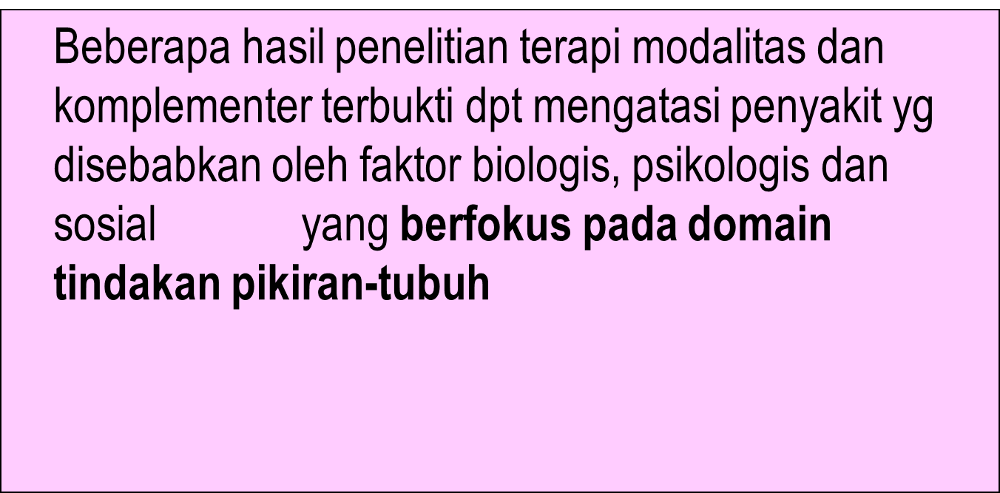 Beberapa hasil penelitian terapi modalitas dan
komplementer terbukti dpt mengatasi penyakit yg
disebabkan oleh faktor biologis, psikologis dan
sosial yang berfokus pada domain
tindakan pikiran-tubuh